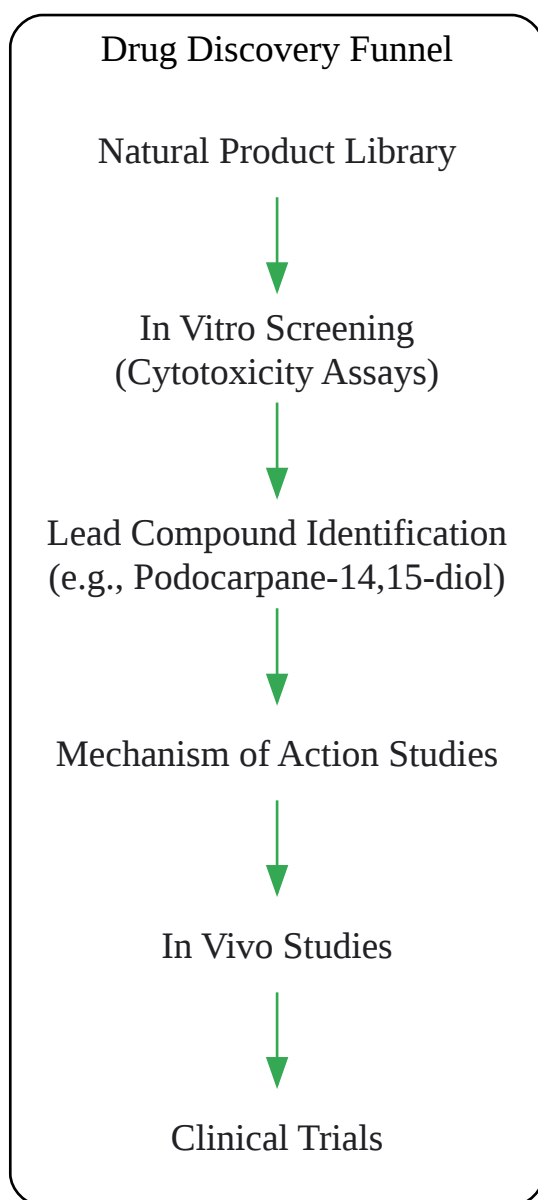 Drug Discovery Funnel
Natural Product Library
In Vitro Screening
(Cytotoxicity Assays)
Lead Compound Identification
(e.g., Podocarpane-14,15-diol)
Mechanism of Action Studies
In Vivo Studies
Clinical Trials